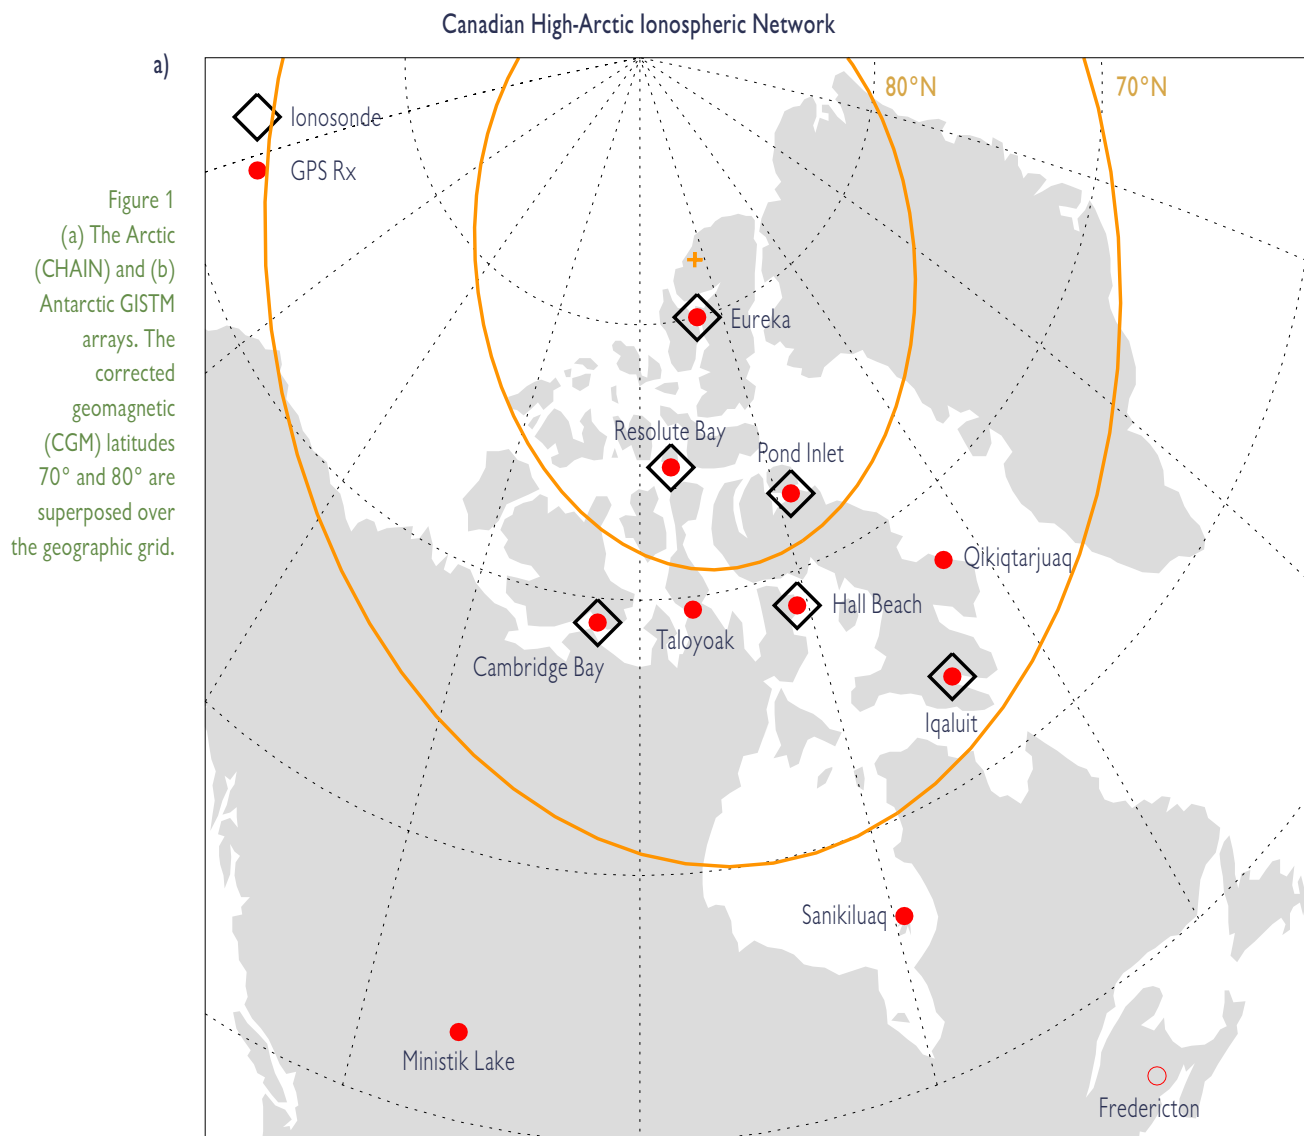 Canadian High-Arctic Ionospheric Network
a)
80°N
70°N
Ionosonde
GPS Rx
Figure 1
(a) The Arctic
(CHAIN) and (b)
Antarctic GISTM
arrays. The
corrected
geomagnetic
(CGM) latitudes
70° and 80° are
superposed over
the geographic grid.
Eureka
Resolute Bay
Pond Inlet
Qikiqtarjuaq
Hall Beach
Taloyoak
Cambridge Bay
Iqaluit
Sanikiluaq
Ministik Lake
Fredericton